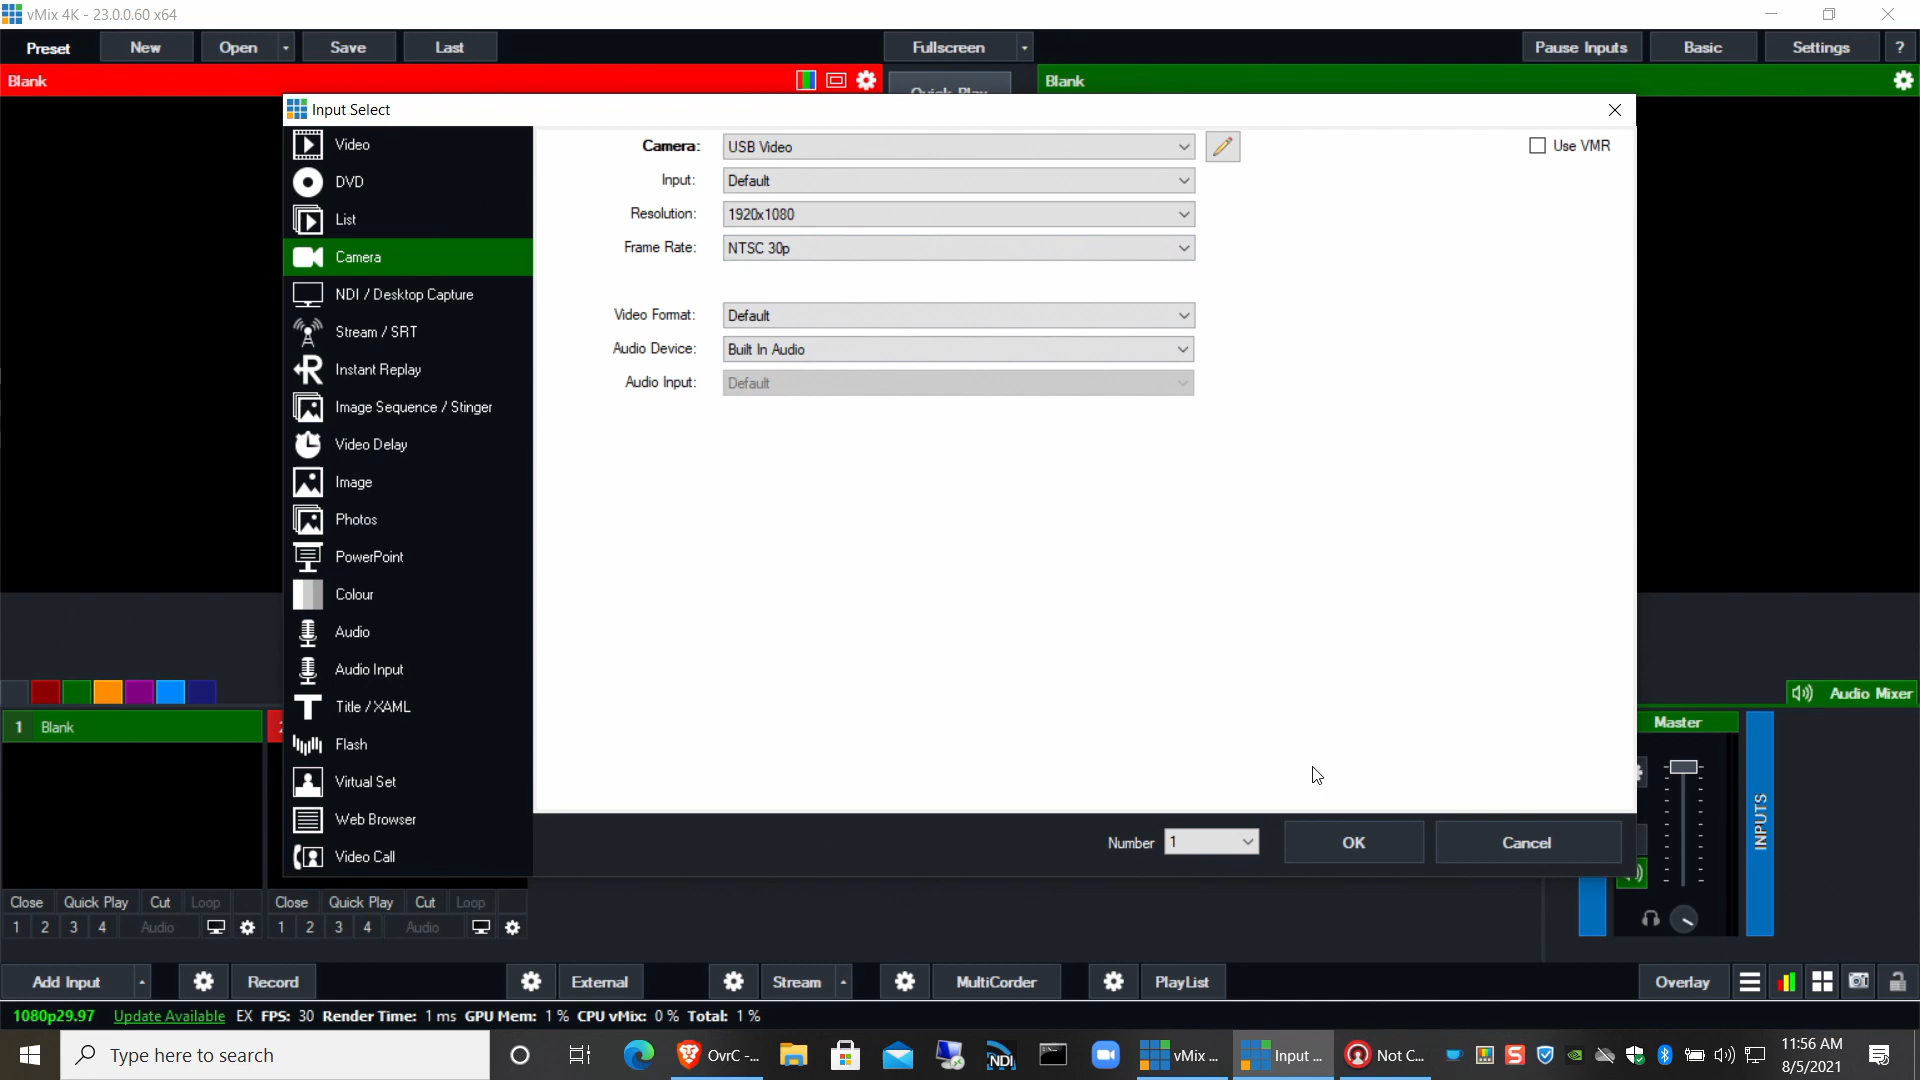 vMix 4K - 23.0.0.60 x64
Preset New Open Save Last Fullscreen Pause Inputs Basic Settings ?
Blank Quick Play Blank
Input Select
Video
DVD
List
Camera
NDI / Desktop Capture
Stream / SRT
Instant Replay
Image Sequence / Stinger
Video Delay
Image
Photos
PowerPoint
Colour
Audio
Audio Input
Title / XAML
Flash
Virtual Set
Web Browser
Video Call
Camera: USB Video Use VMR
Input: Default
Resolution: 1920x1080
Frame Rate: NTSC 30p
Video Format: Default
Audio Device: Built In Audio
Audio Input: Default
Number 1 OK Cancel
Audio Mixer
Master
INPUTS
1 Blank
Close Quick Play Cut Loop Close Quick Play Cut Loop
1 2 3 4 Audio 1 2 3 4 Audio
Add Input Record External Stream MultiCorder PlayList Overlay
1080p29.97 Update Available EX FPS: 30 Render Time: 1 ms GPU Mem: 1 % CPU vMix: 0 % Total: 1 %
Type here to search OvrC -... NDI vMix ... Input ... Not C... 11:56 AM
8/5/2021